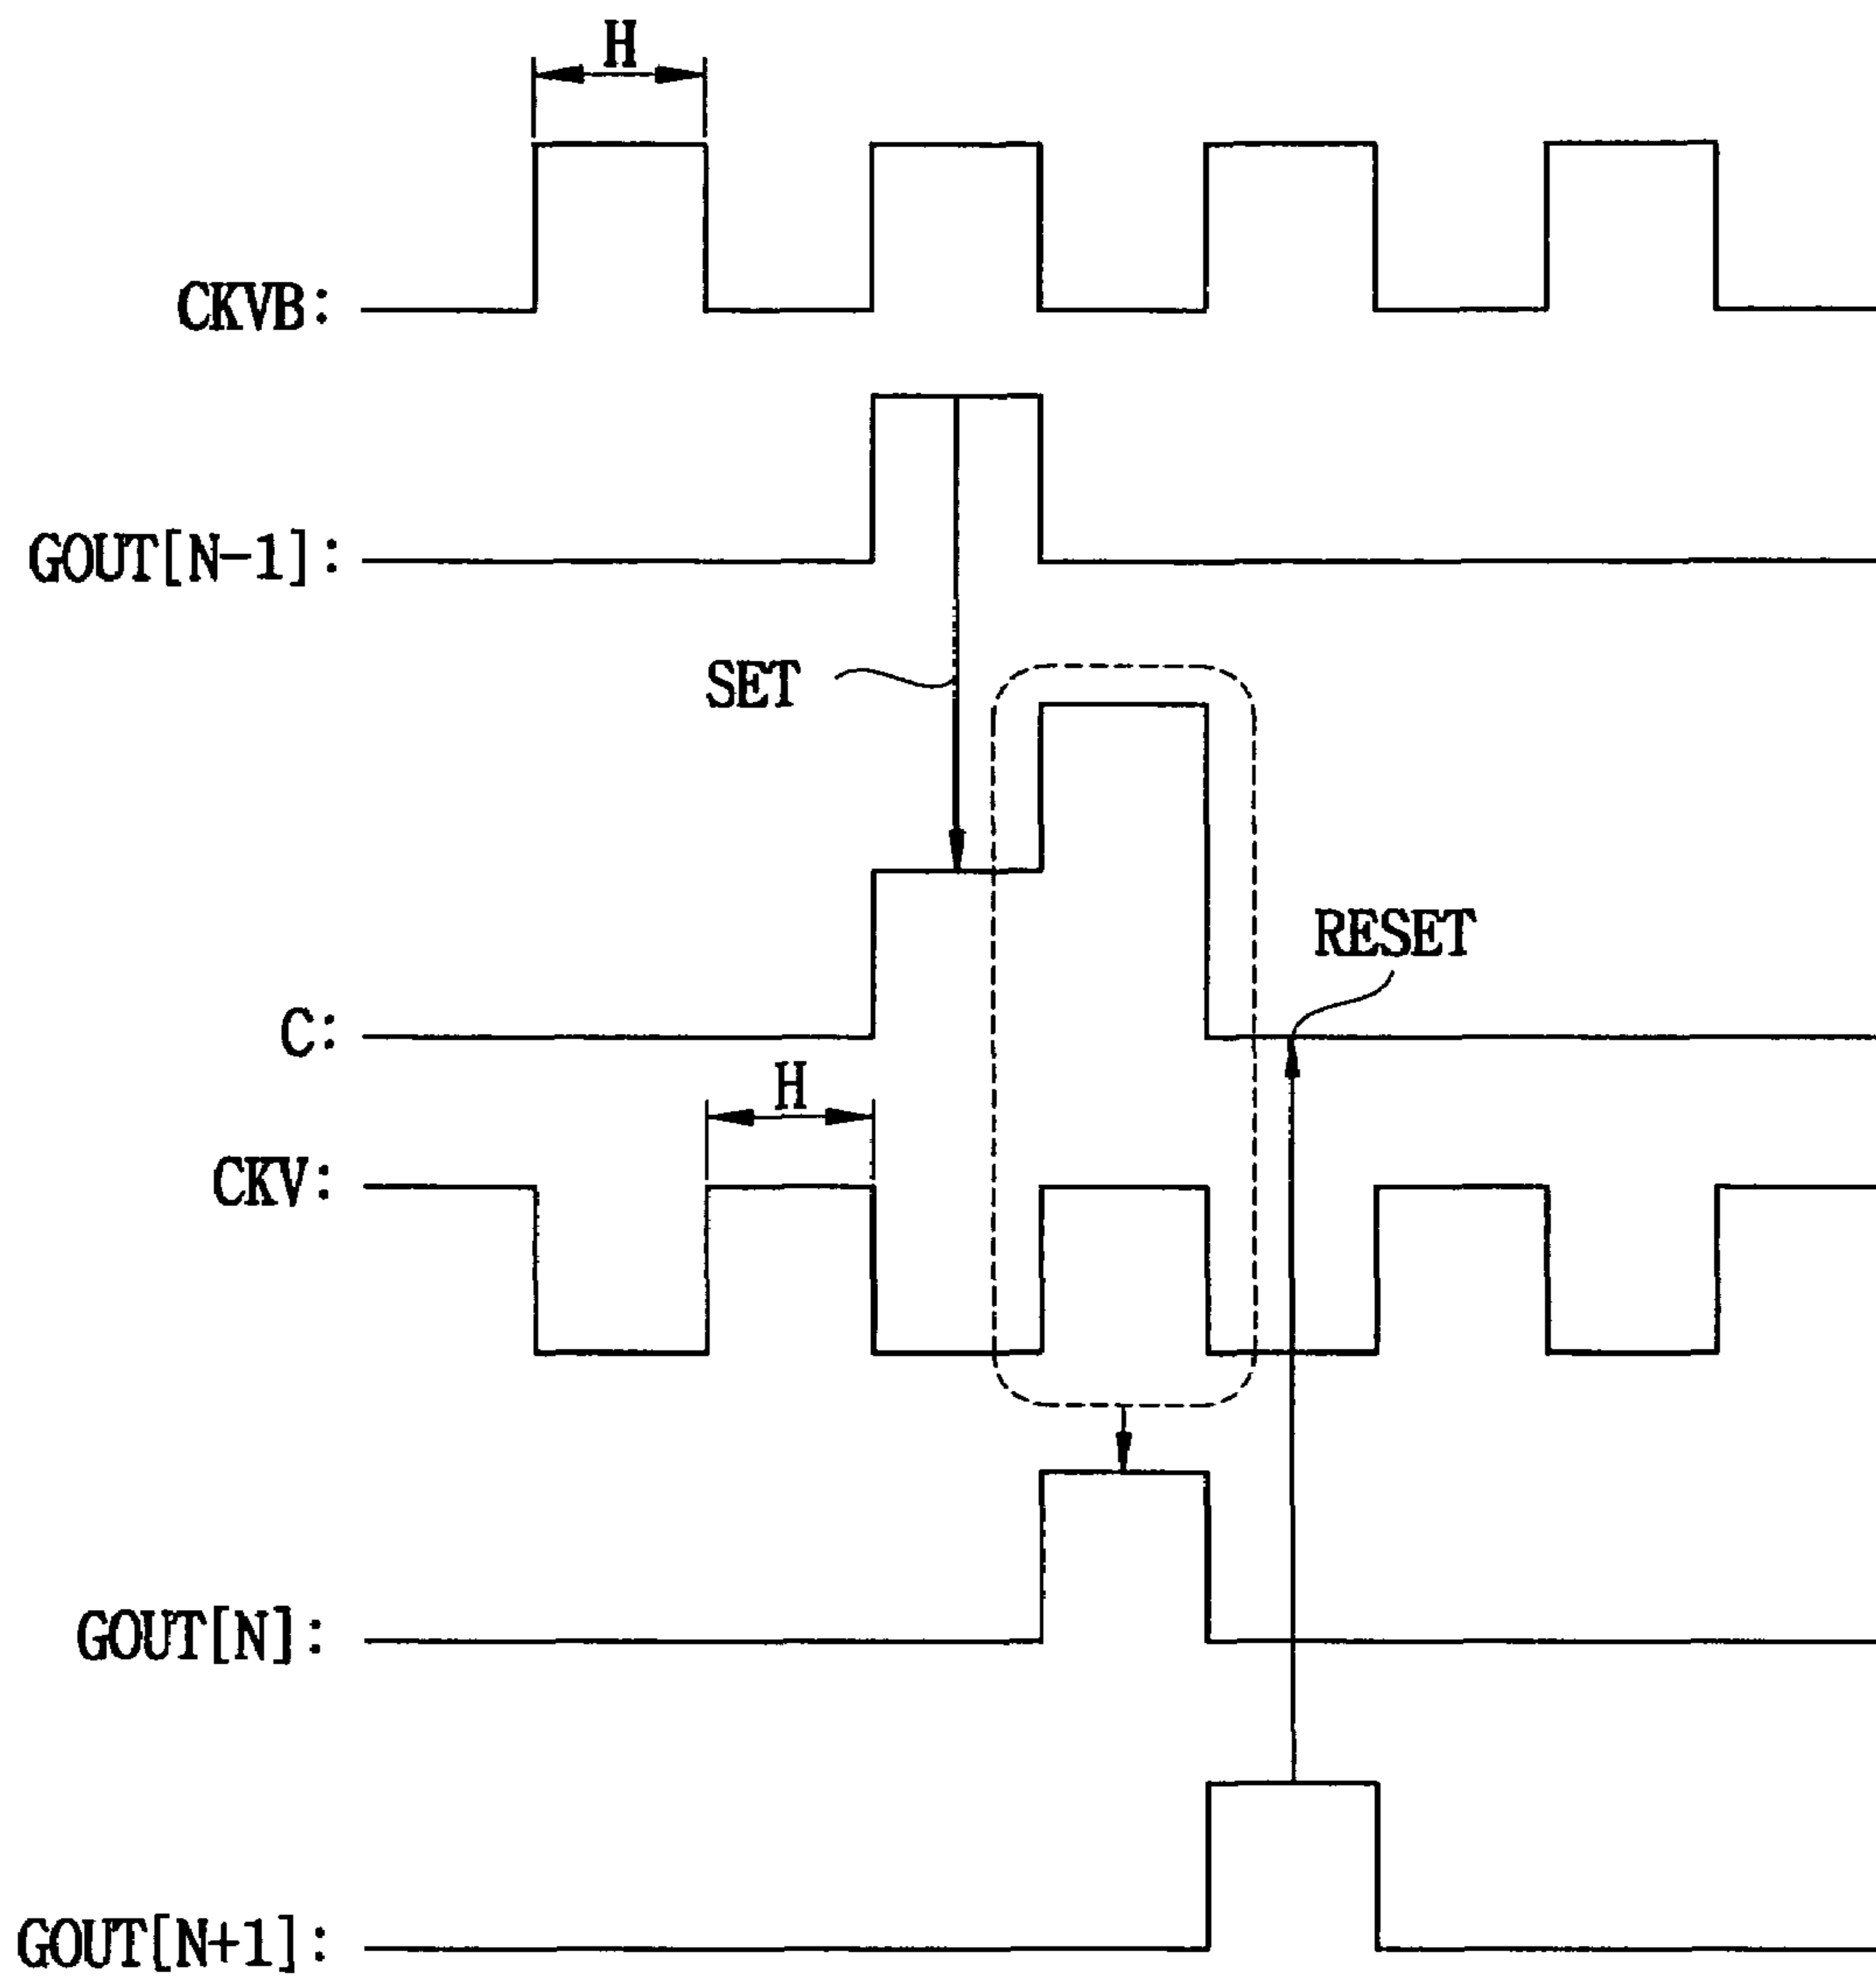 H
CKVB:
GOUT[N-1]:
SET
RESET
C:
H
CKV:
GOUT[N]:
GOUT[N+1]: